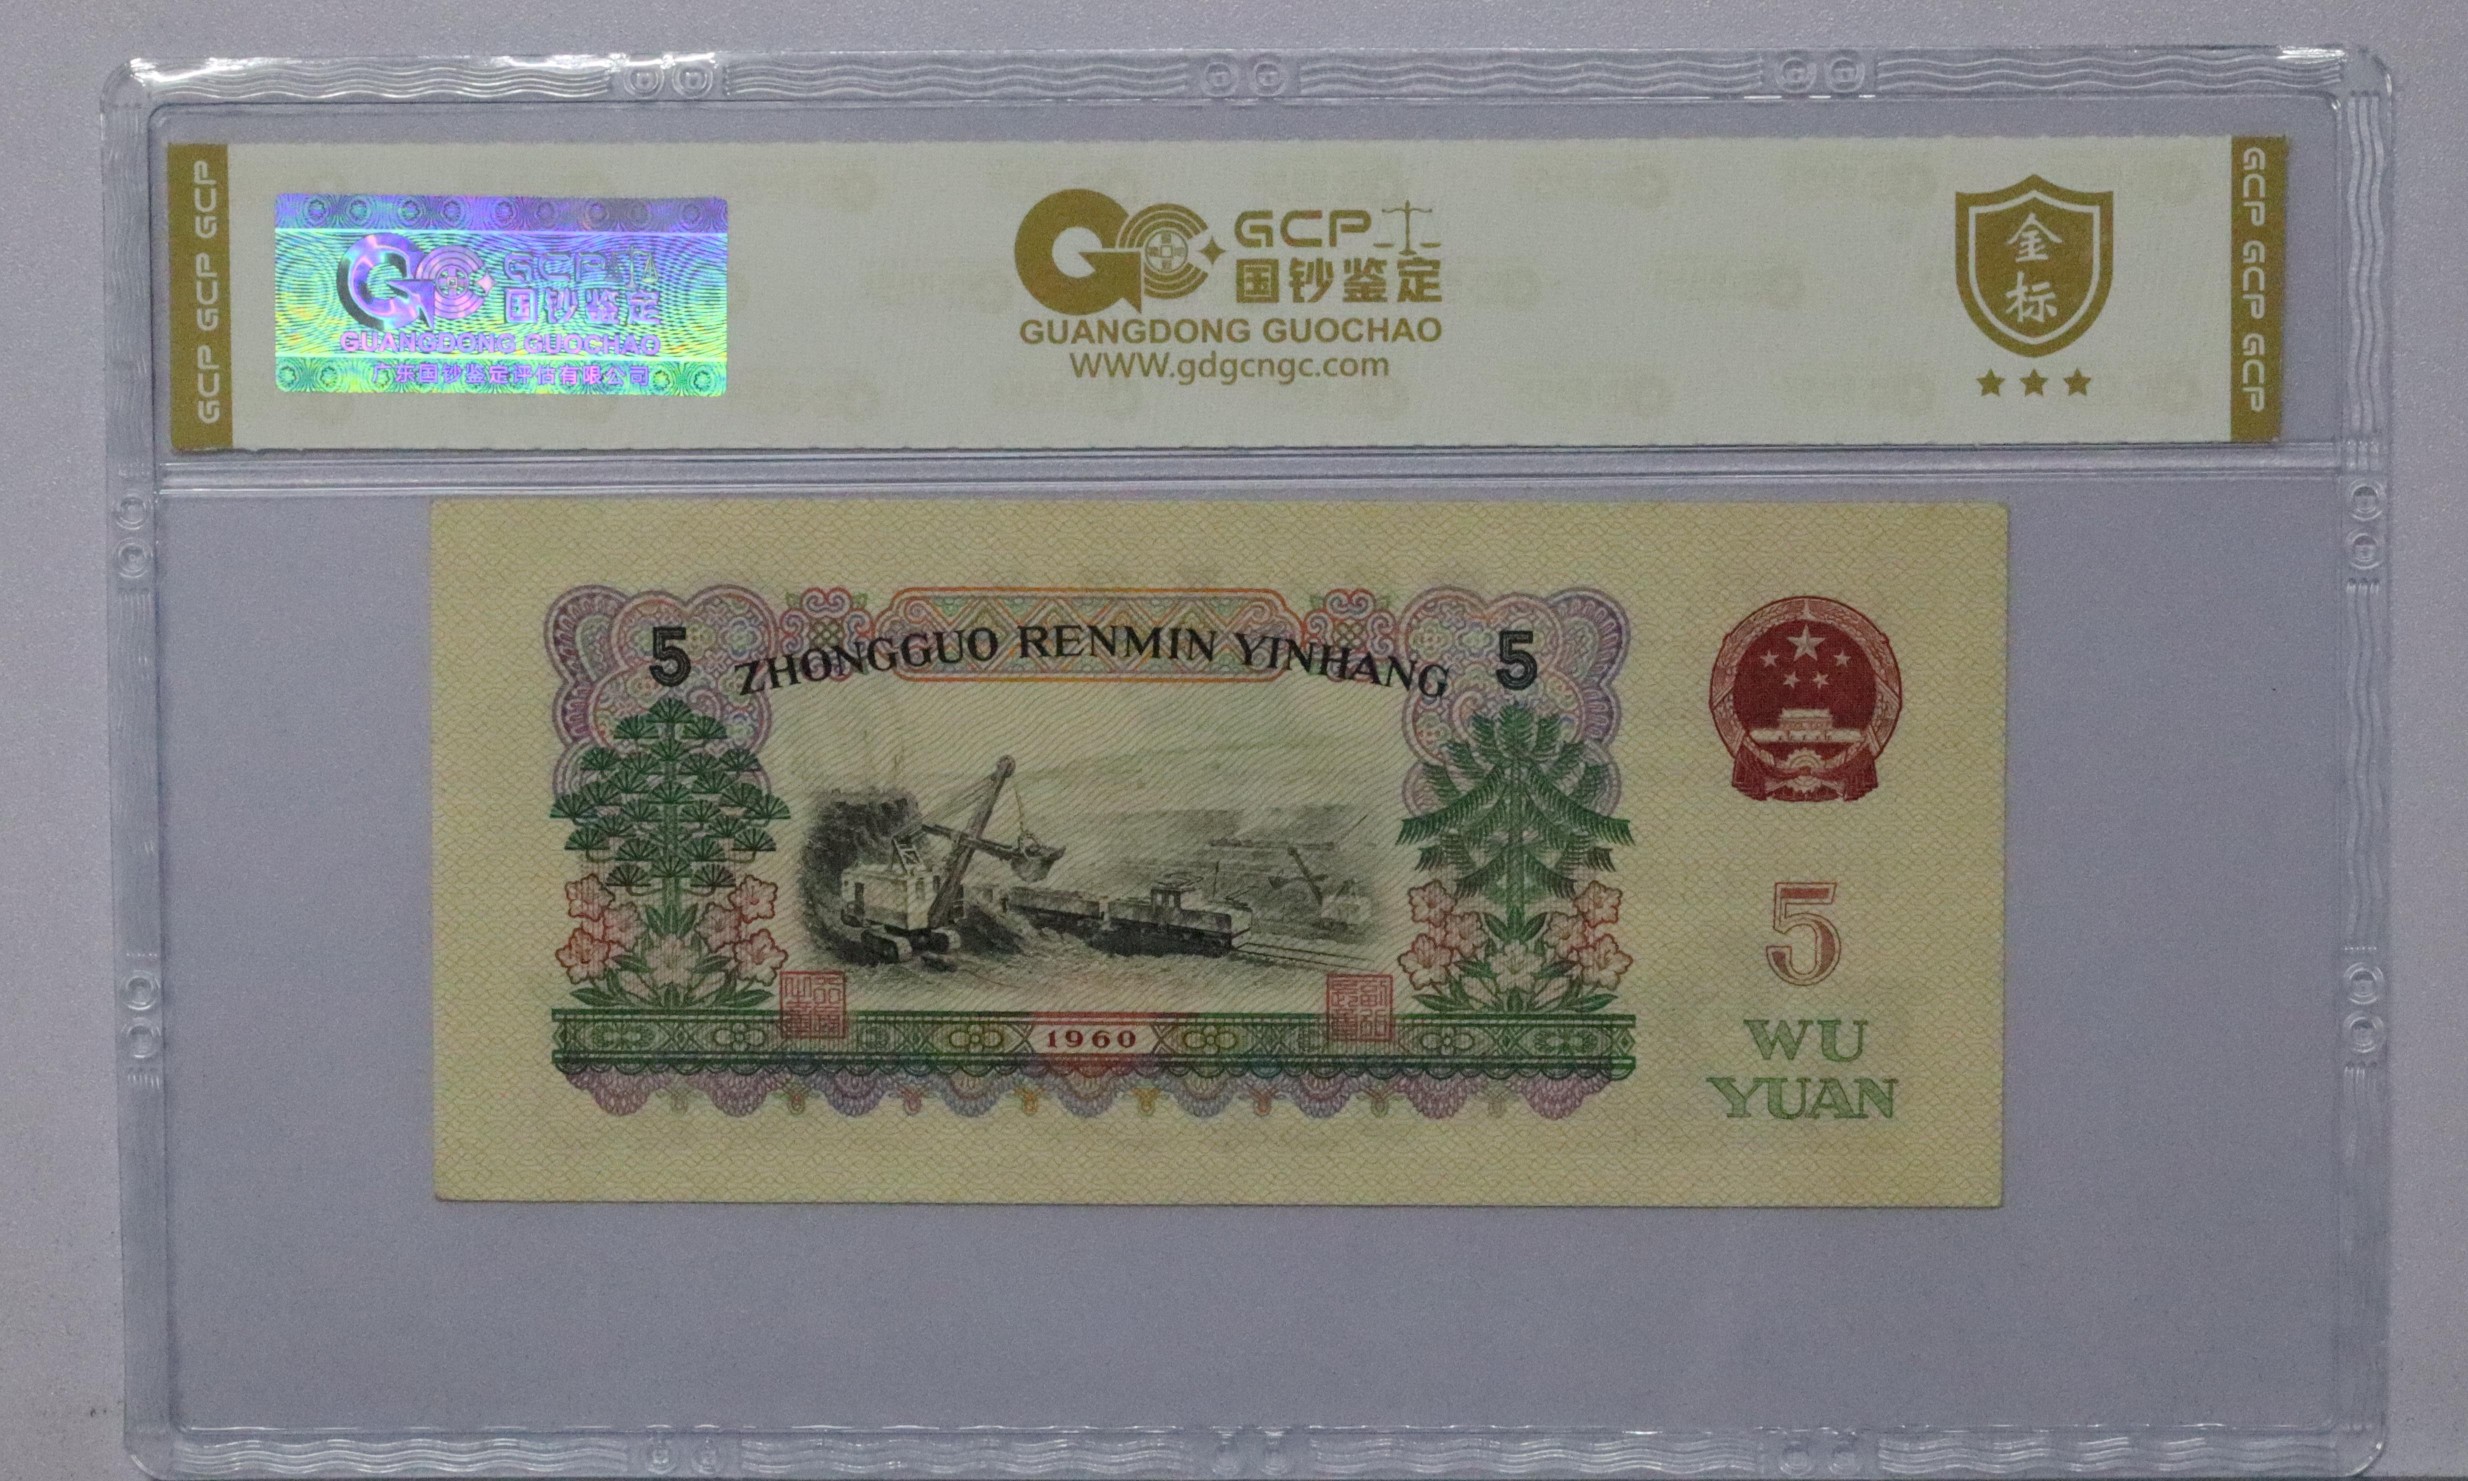 GCP GCP GCP
GCP
国钞鉴定
GUANGDONG GUOCHAO
广东国钞鉴定评估有限公司
GCP
国钞鉴定
GUANGDONG GUOCHAO
WWW.gdgcngc.com
金
标
GCP GCP GCP
5
ZHONGGUO RENMIN YINHANG
5
1960
5
WU
YUAN